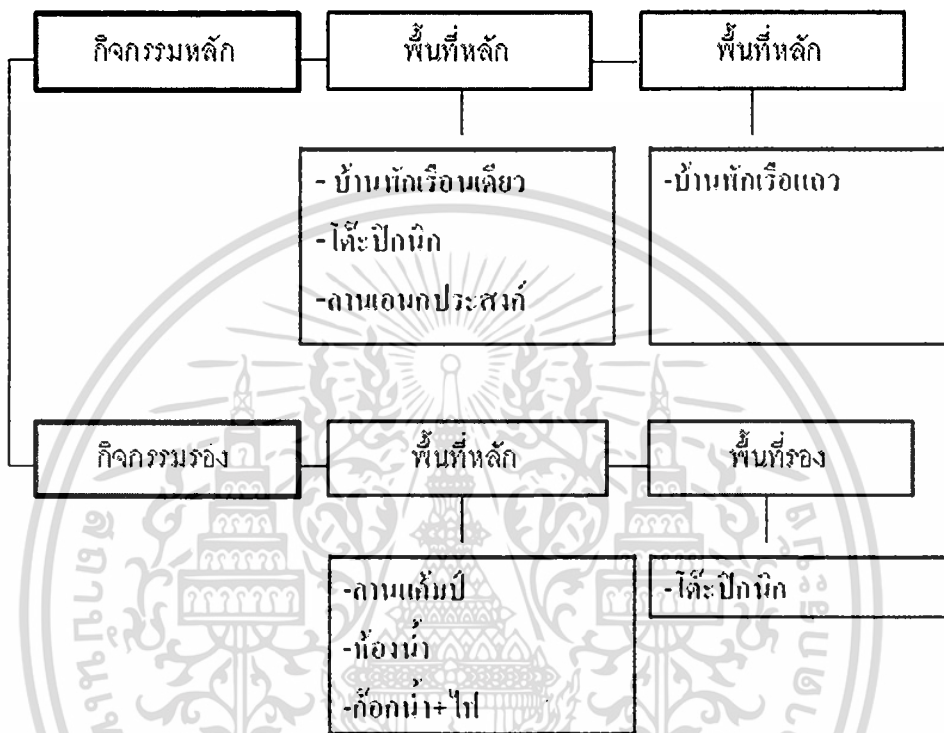 กิจกรรมหลัก
พื้นที่หลัก
พื้นที่หลัก
- บ้านพักเรือนเดี่ยว
-โต๊ะปิกนิก
-ลานเอนกประสงค์
-บ้านพักเรือแถว
กิจกรรมรอง
พื้นที่หลัก
พื้นที่รอง
-ลานแค้มป์
-ห้องน้ำ
-ก๊อกน้ำ+ไฟ
-โต๊ะปิกนิก